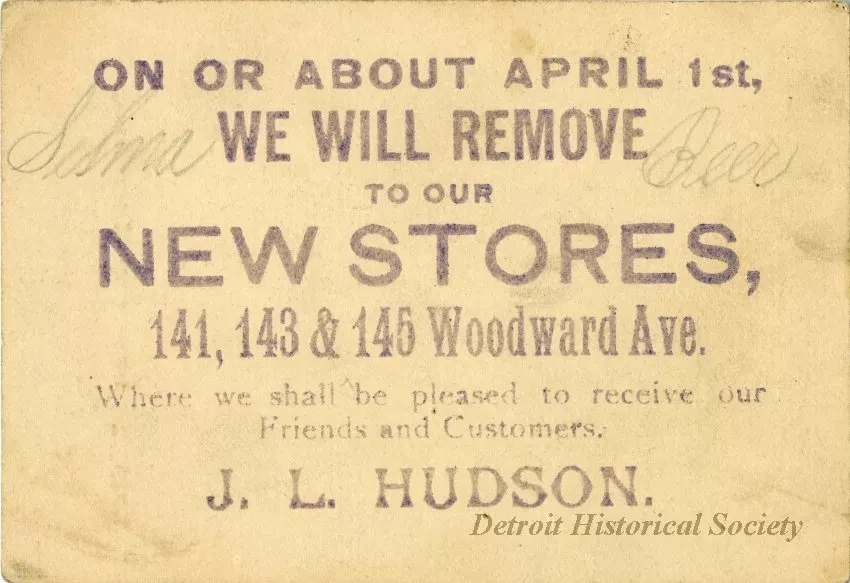 ON OR ABOUT APRIL 1st,
Selma WE WILL REMOVE
TO OUR
NEW STORES,
141, 143 & 145 Woodward Ave.
Where we shall be pleased to receive our
Friends and Customers.
J. L. HUDSON.
Detroit Historical Society